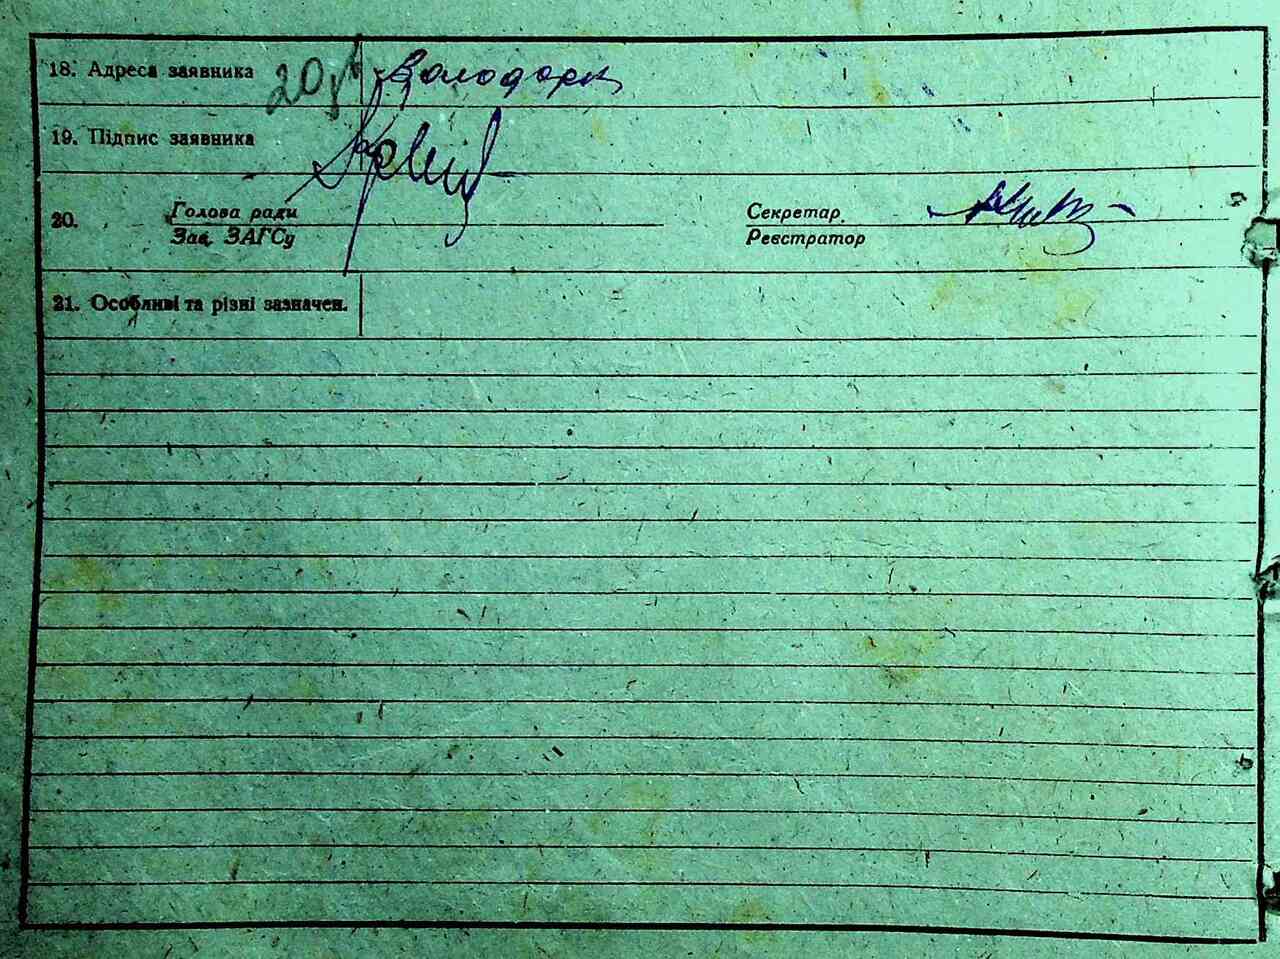 18. Адреса заявника Володарк
19. Підпис заявника
20. Голова ради Секретар
Зав. ЗАГСу Реєстратор
21. Особливі та різні зазначен.